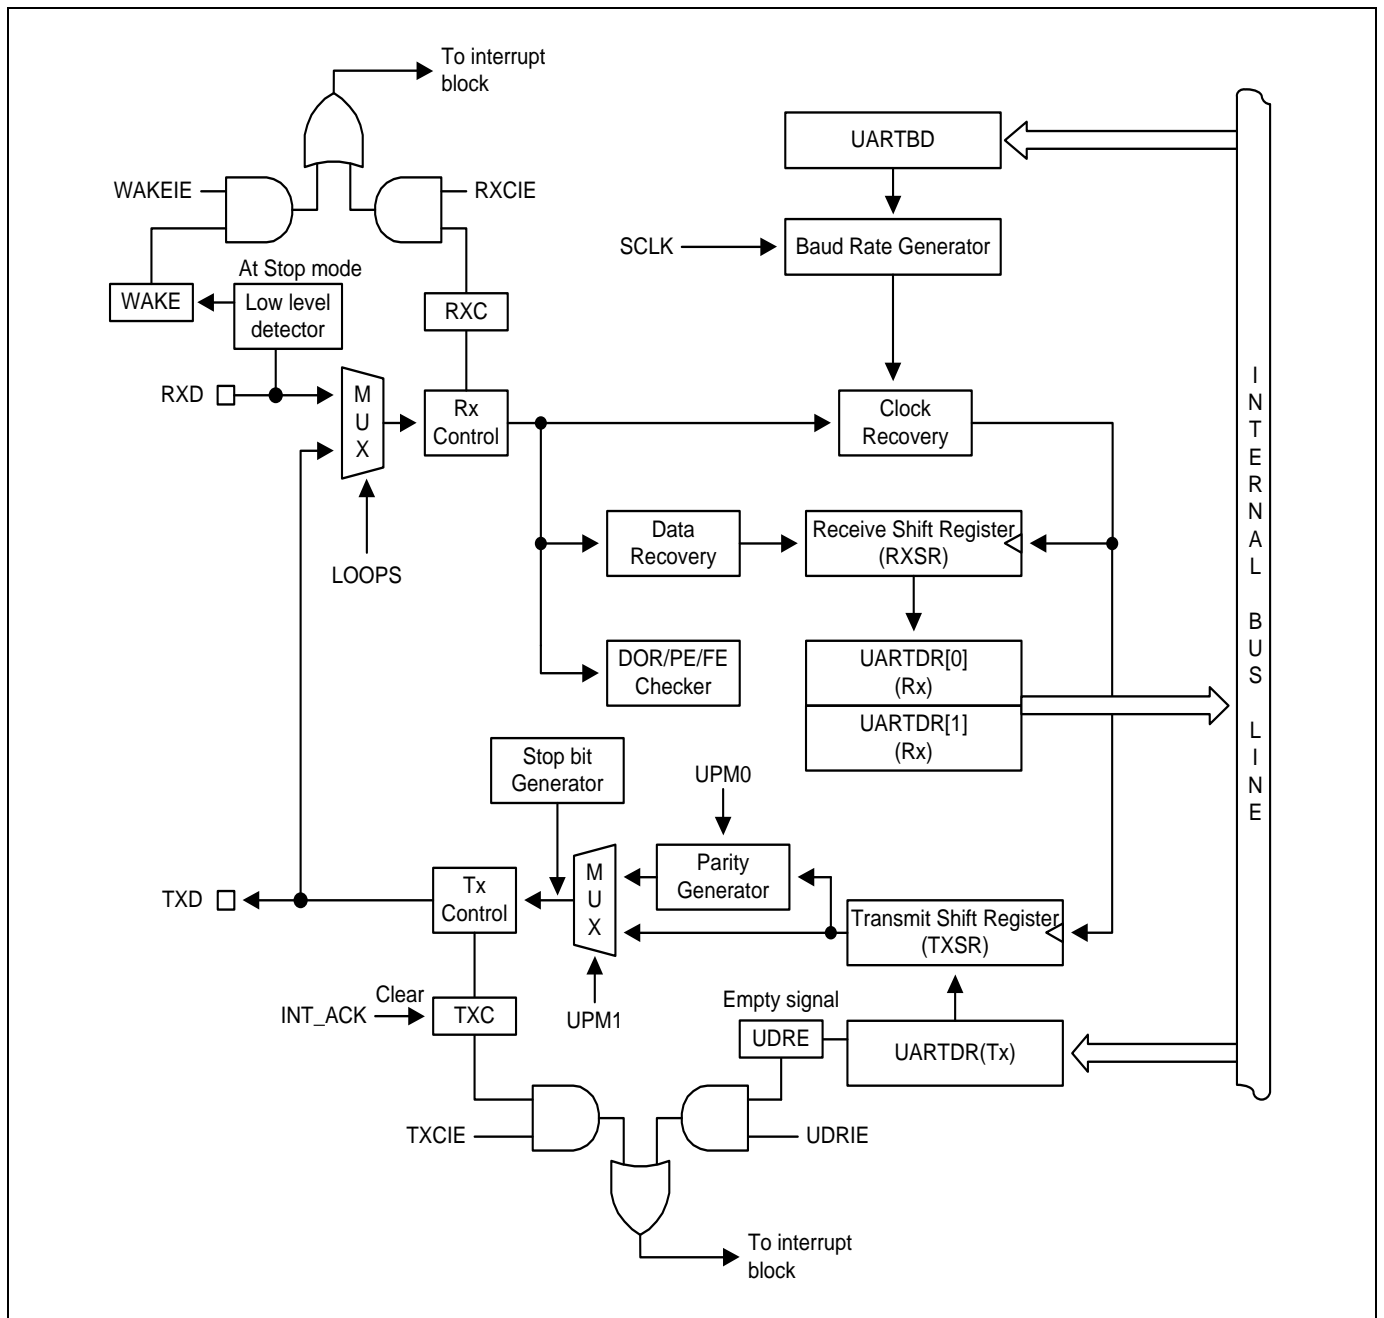 To interrupt
block
UARTBD
WAKEIE
RXCIE
SCLK
Baud Rate Generator
At Stop mode
WAKE
Low level
detector
RXC
RXD
M
U
X
Rx
Control
Clock
Recovery
LOOPS
Data
Recovery
Receive Shift Register
(RXSR)
DOR/PE/FE
Checker
UARTDR[0]
(Rx)
UARTDR[1]
(Rx)
INTERNAL BUS LINE
Stop bit
Generator
UPM0
Parity
Generator
M
U
X
TXD
Tx
Control
Transmit Shift Register
(TXSR)
Clear
INT_ACK
TXC
UPM1
Empty signal
UDRE
UARTDR(Tx)
TXCIE
UDRIE
To interrupt
block